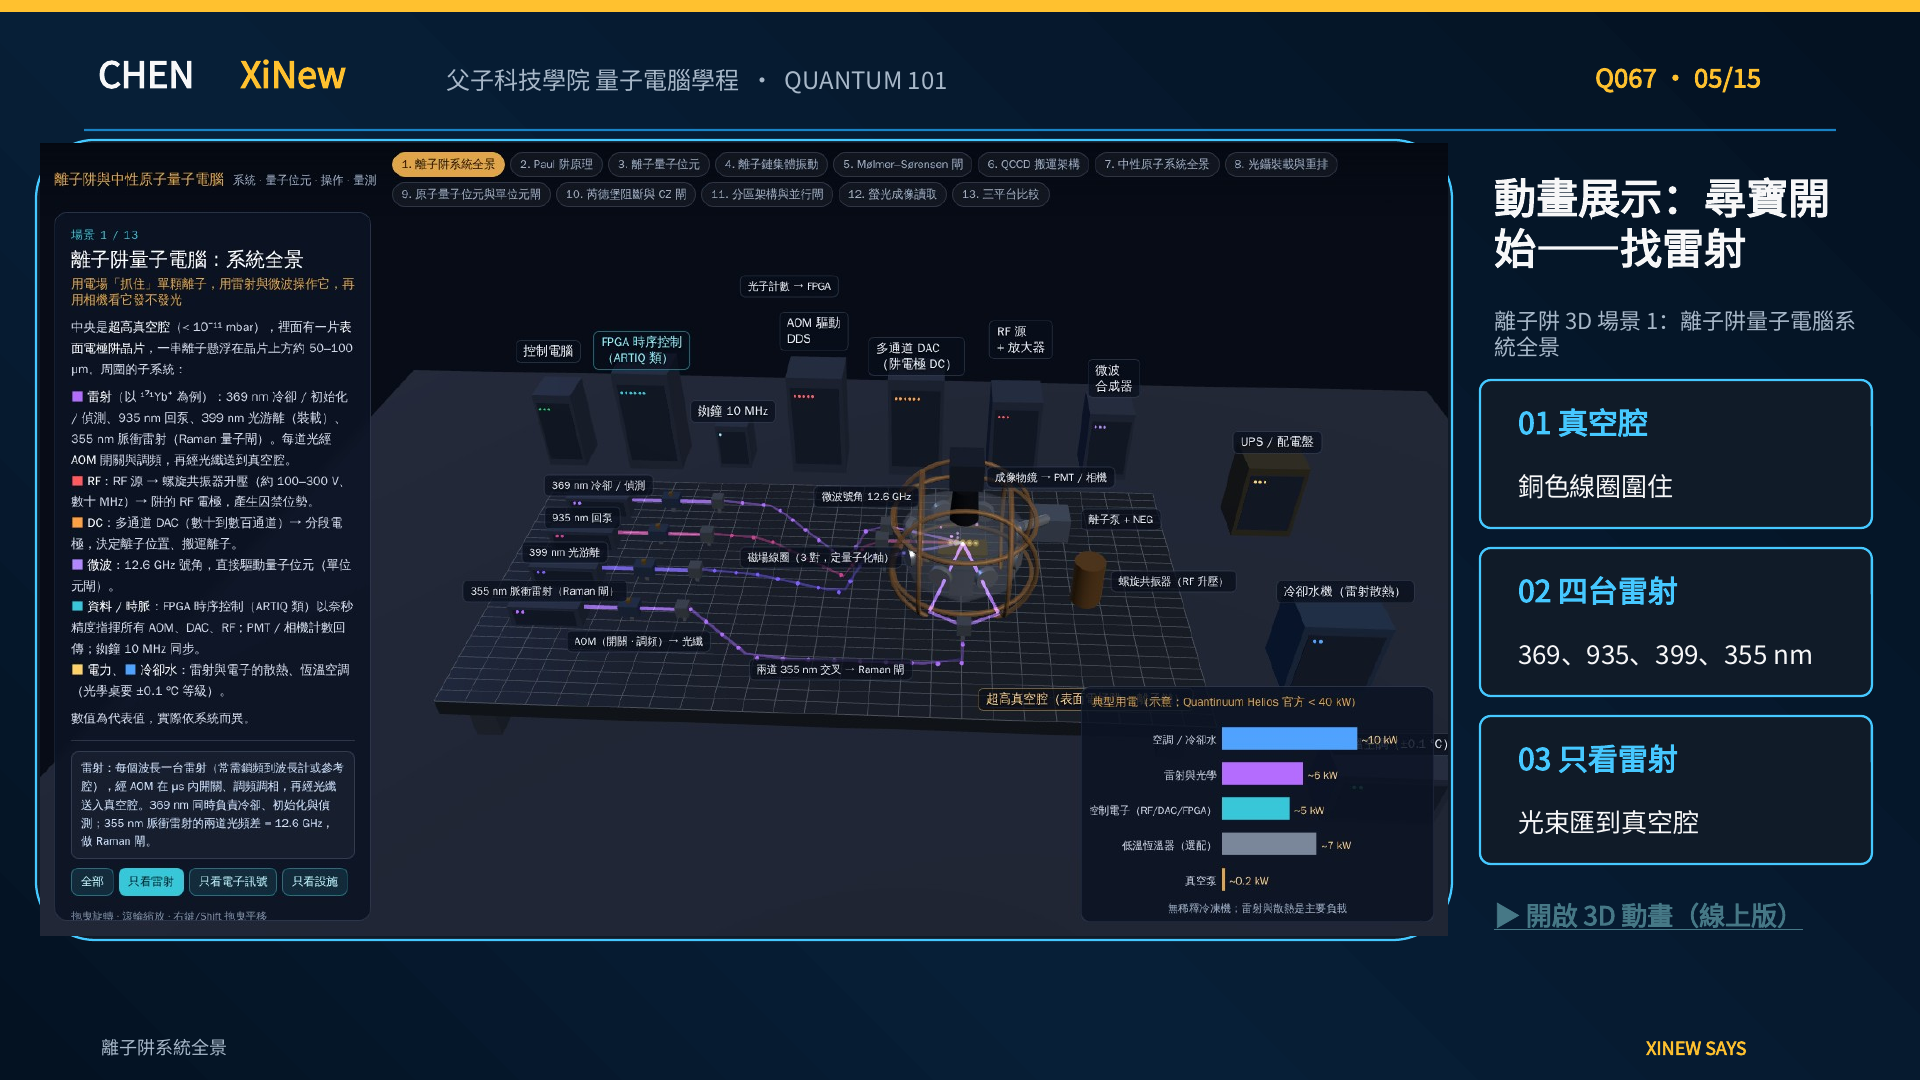 CHEN XiNew 父子科技學院 量子電腦學程 · QUANTUM 101 Q067 · 05/15
離子阱與中性原子量子電腦 系統 · 量子位元 · 操作 · 量測
1. 離子阱系統全景 2. Paul 阱原理 3. 離子量子位元 4. 離子鏈集體振動 5. Mølmer–Sørensen 閘 6. QCCD 搬運架構 7. 中性原子系統全景 8. 光鑷裝載與重排
9. 原子量子位元與單位元閘 10. 芮德堡阻斷與 CZ 閘 11. 分區架構與並行閘 12. 螢光成像讀取 13. 三平台比較
場景 1 / 13
離子阱量子電腦：系統全景
用電場「抓住」單顆離子，用雷射與微波操作它，再
用相機看它發不發光
中央是超高真空腔（< 10⁻¹¹ mbar），裡面有一片表
面電極阱晶片，一串離子懸浮在晶片上方約 50–100
μm。周圍的子系統：
雷射（以 ¹⁷¹Yb⁺ 為例）：369 nm 冷卻 / 初始化
/ 偵測、935 nm 回泵、399 nm 光游離（裝載）、
355 nm 脈衝雷射（Raman 量子閘）。每道光經
AOM 開關與調頻，再經光纖送到真空腔。
RF：RF 源 → 螺旋共振器升壓（約 100–300 V、
數十 MHz）→ 阱的 RF 電極，產生囚禁位勢。
DC：多通道 DAC（數十到數百通道）→ 分段電
極，決定離子位置、搬運離子。
微波：12.6 GHz 號角，直接驅動量子位元（單位
元閘）。
資料 / 時脈：FPGA 時序控制（ARTIQ 類）以奈秒
精度指揮所有 AOM、DAC、RF；PMT / 相機計數回
傳；銣鐘 10 MHz 同步。
電力、 冷卻水：雷射與電子的散熱、恆溫空調
（光學桌要 ±0.1 °C 等級）。
數值為代表值，實際依系統而異。
雷射：每個波長一台雷射（常需鎖頻到波長計或參考
腔），經 AOM 在 μs 內開關、調頻調相，再經光纖
送入真空腔。369 nm 同時負責冷卻、初始化與偵
測；355 nm 脈衝雷射的兩道光頻差 = 12.6 GHz，
做 Raman 閘。
全部 只看雷射 只看電子訊號 只看設施
拖曳旋轉 · 滾輪縮放 · 右鍵/Shift 拖曳平移
光子計數 → FPGA
控制電腦
FPGA 時序控制
（ARTIQ 類）
AOM 驅動
DDS
多通道 DAC
（阱電極 DC）
RF 源
+ 放大器
微波
合成器
銣鐘 10 MHz
UPS / 配電盤
369 nm 冷卻 / 偵測
微波號角 12.6 GHz
成像物鏡 → PMT / 相機
935 nm 回泵
離子泵 + NEG
399 nm 光游離
磁場線圈（3 對，定量子化軸）
355 nm 脈衝雷射（Raman 閘）
螺旋共振器（RF 升壓）
冷卻水機（雷射散熱）
AOM（開關 · 調頻）→ 光纖
兩道 355 nm 交叉 → Raman 閘
超高真空腔（表面
典型用電（示意；Quantinuum Helios 官方 < 40 kW）
空調 / 冷卻水 ~10 kW
雷射與光學 ~6 kW
控制電子（RF/DAC/FPGA） ~5 kW
低溫恆溫器（選配） ~7 kW
真空泵 ~0.2 kW
無稀釋冷凍機；雷射與散熱是主要負載
動畫展示：尋寶開
始——找雷射
離子阱 3D 場景 1：離子阱量子電腦系
統全景
01 真空腔
銅色線圈圍住
02 四台雷射
369、935、399、355 nm
03 只看雷射
光束匯到真空腔
▶ 開啟 3D 動畫（線上版）
離子阱系統全景
XINEW SAYS